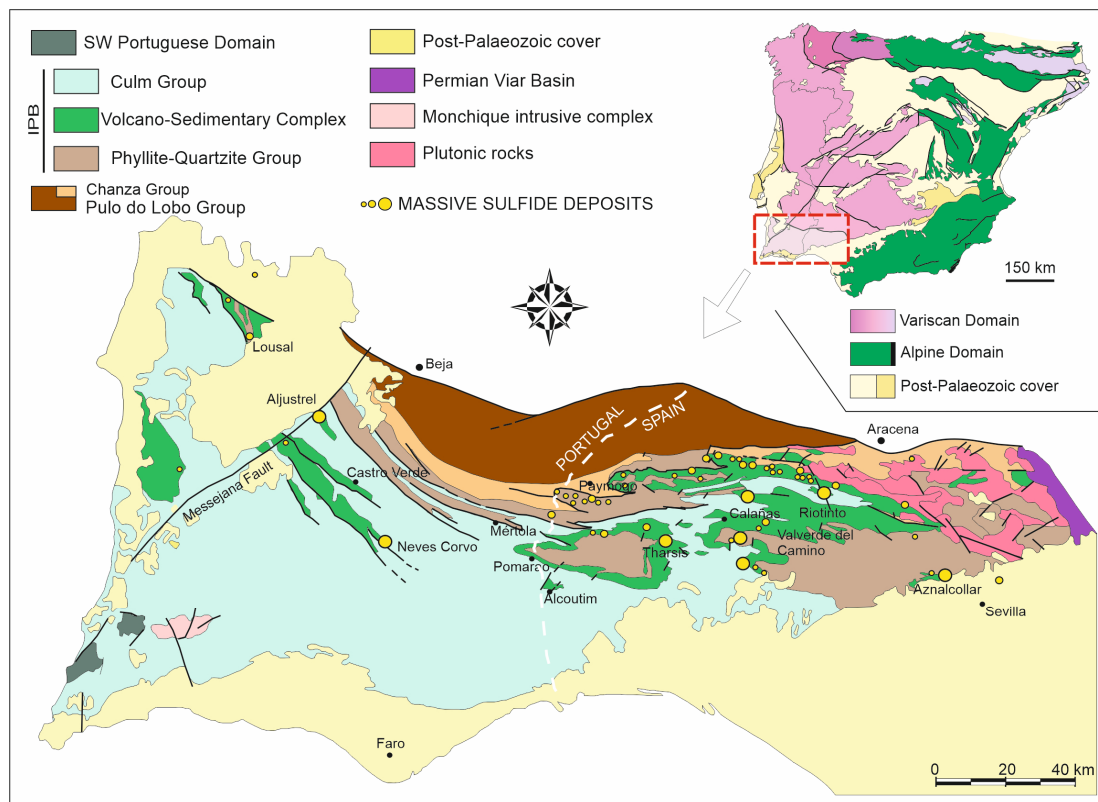 SW Portuguese Domain
IPB
Culm Group
Volcano-Sedimentary Complex
Phyllite-Quartzite Group
Chanza Group
Pulo do Lobo Group
Post-Palaeozoic cover
Permian Viar Basin
Monchique intrusive complex
Plutonic rocks
MASSIVE SULFIDE DEPOSITS
150 km
Variscan Domain
Alpine Domain
Post-Palaeozoic cover
Lousal
Beja
Aljustrel
PORTUGAL
SPAIN
Aracena
Messejana Fault
Castro Verde
Paymogo
Riotinto
Calañas
Mértola
Neves Corvo
Valverde del
Camino
Tharsis
Pomarao
Alcoutim
Aznalcollar
Sevilla
Faro
0 20 40 km